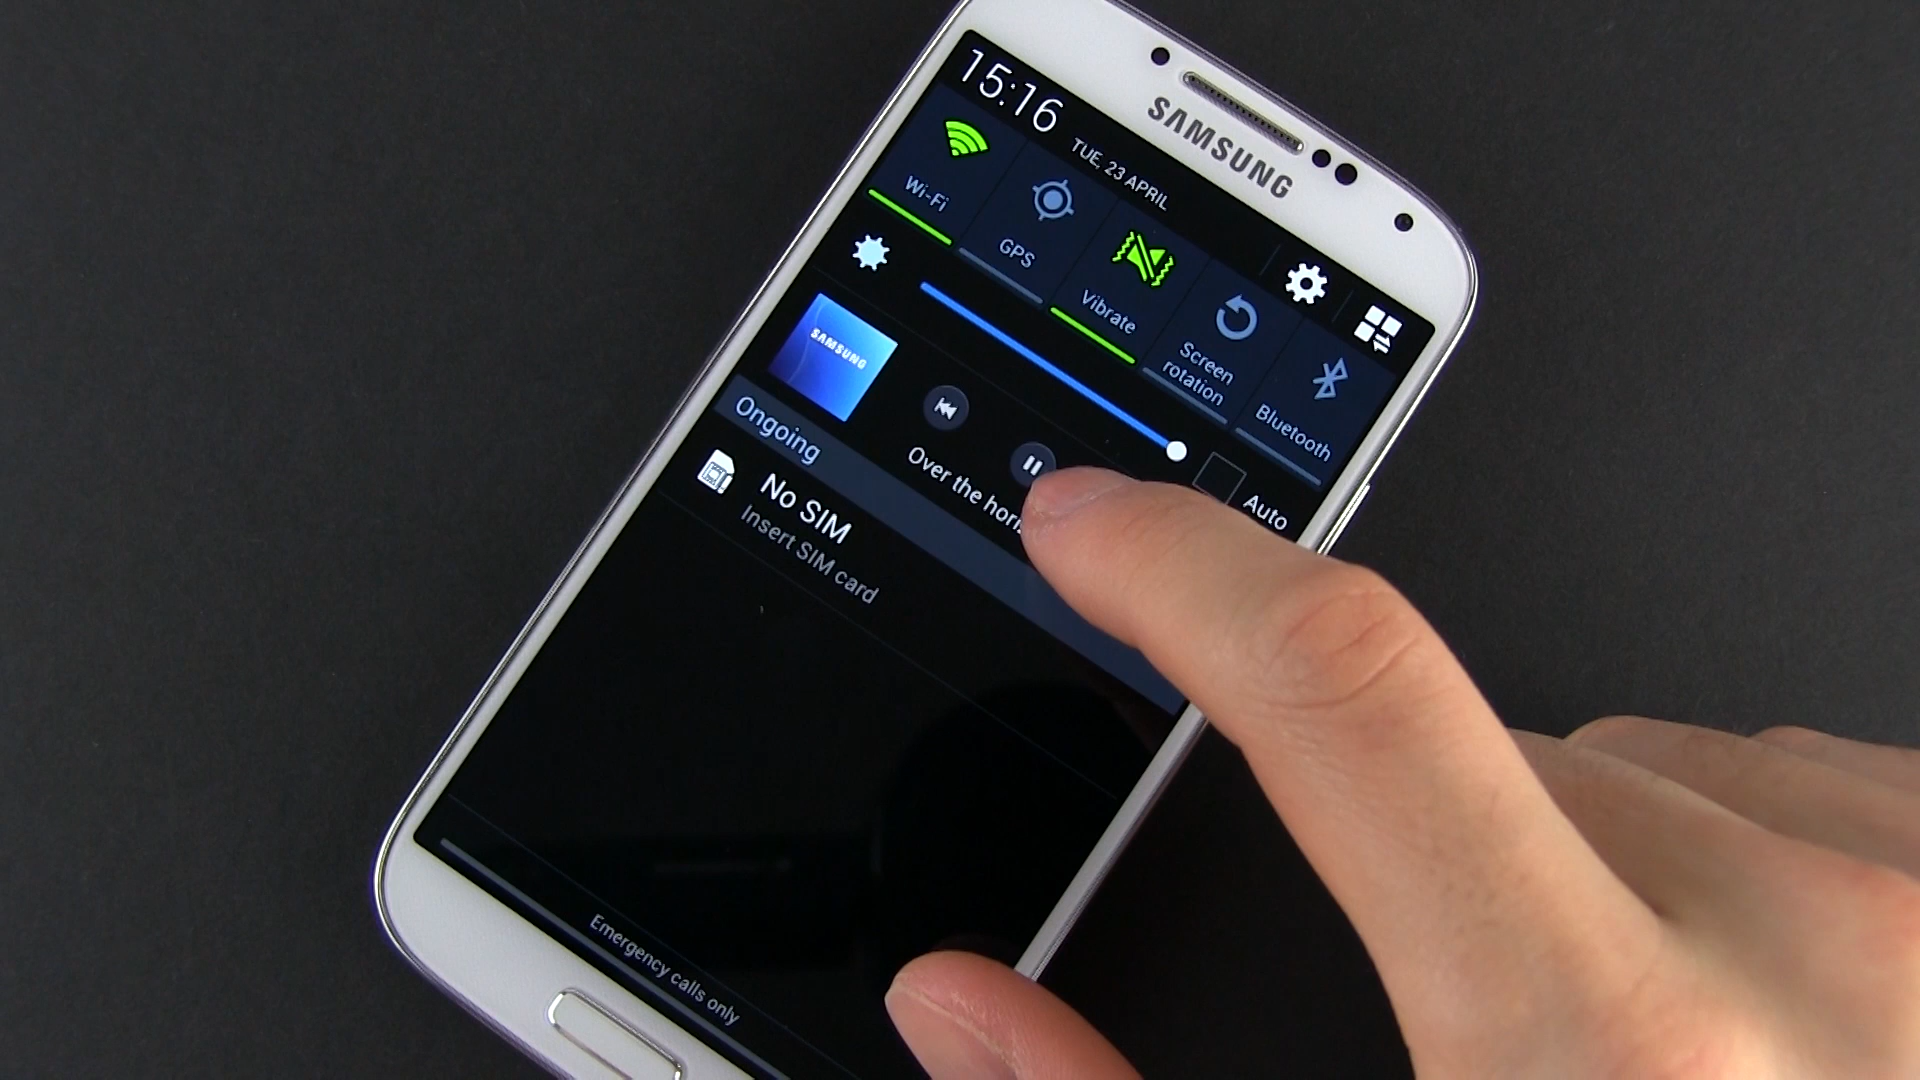 SAMSUNG
15:16
TUE, 23 APRIL
Wi-Fi
GPS
Vibrate
Screen
rotation
Bluetooth
Auto
SAMSUNG
Over the hori
Ongoing
No SIM
Insert SIM card
Emergency calls only